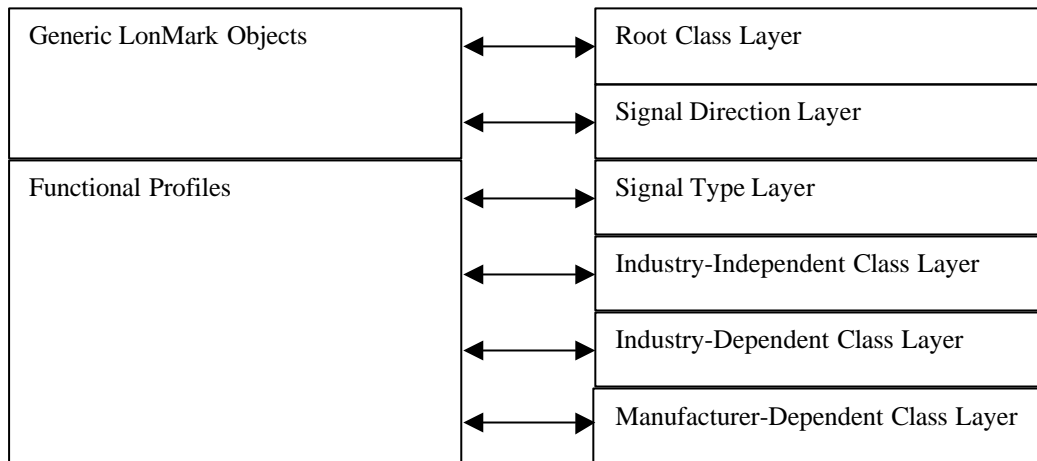 Generic LonMark Objects
Root Class Layer
Signal Direction Layer
Functional Profiles
Signal Type Layer
Industry-Independent Class Layer
Industry-Dependent Class Layer
Manufacturer-Dependent Class Layer